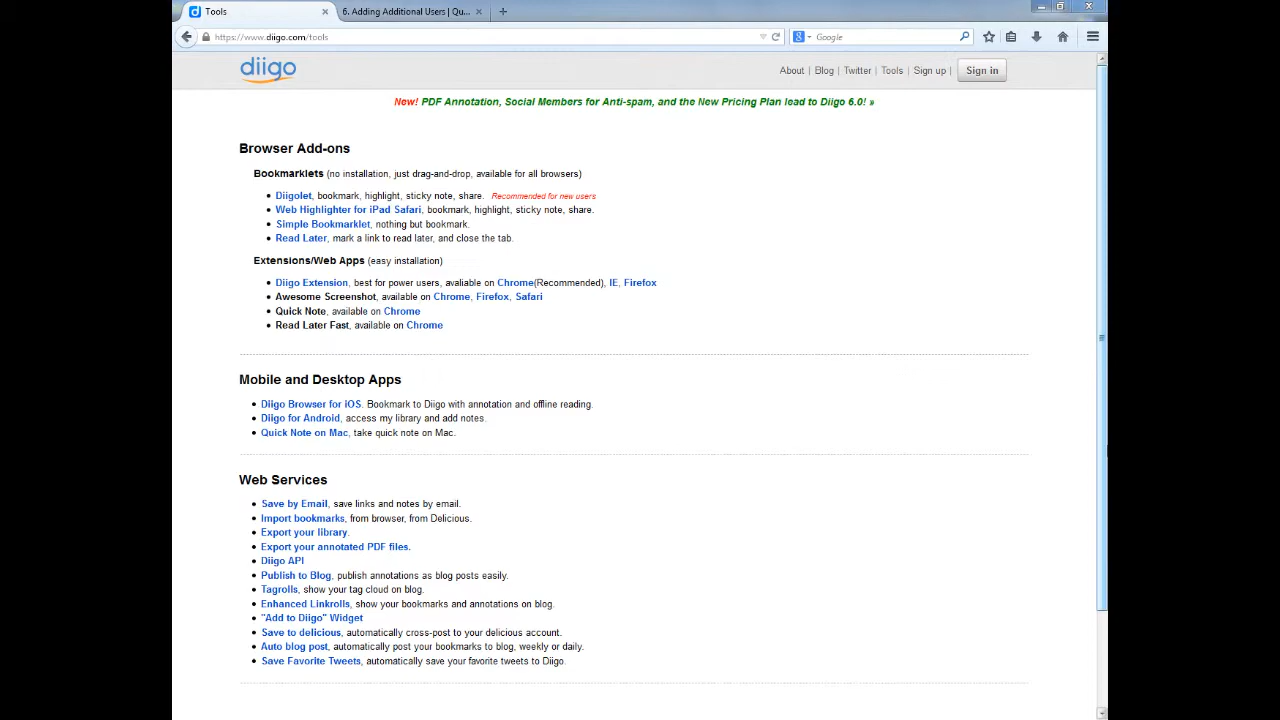 Tools
6. Adding Additional Users | Qu...
https://www.diigo.com/tools
Google
diigo
About | Blog | Twitter | Tools | Sign up | Sign in
New! PDF Annotation, Social Members for Anti-spam, and the New Pricing Plan lead to Diigo 6.0! »
Browser Add-ons
Bookmarklets (no installation, just drag-and-drop, available for all browsers)
Diigolet, bookmark, highlight, sticky note, share. Recommended for new users
Web Highlighter for iPad Safari, bookmark, highlight, sticky note, share.
Simple Bookmarklet, nothing but bookmark.
Read Later, mark a link to read later, and close the tab.
Extensions/Web Apps (easy installation)
Diigo Extension, best for power users, avaliable on Chrome(Recommended), IE, Firefox
Awesome Screenshot, available on Chrome, Firefox, Safari
Quick Note, available on Chrome
Read Later Fast, available on Chrome
Mobile and Desktop Apps
Diigo Browser for iOS. Bookmark to Diigo with annotation and offline reading.
Diigo for Android, access my library and add notes.
Quick Note on Mac, take quick note on Mac.
Web Services
Save by Email, save links and notes by email.
Import bookmarks, from browser, from Delicious.
Export your library.
Export your annotated PDF files.
Diigo API
Publish to Blog, publish annotations as blog posts easily.
Tagrolls, show your tag cloud on blog.
Enhanced Linkrolls, show your bookmarks and annotations on blog.
"Add to Diigo" Widget
Save to delicious, automatically cross-post to your delicious account.
Auto blog post, automatically post your bookmarks to blog, weekly or daily.
Save Favorite Tweets, automatically save your favorite tweets to Diigo.